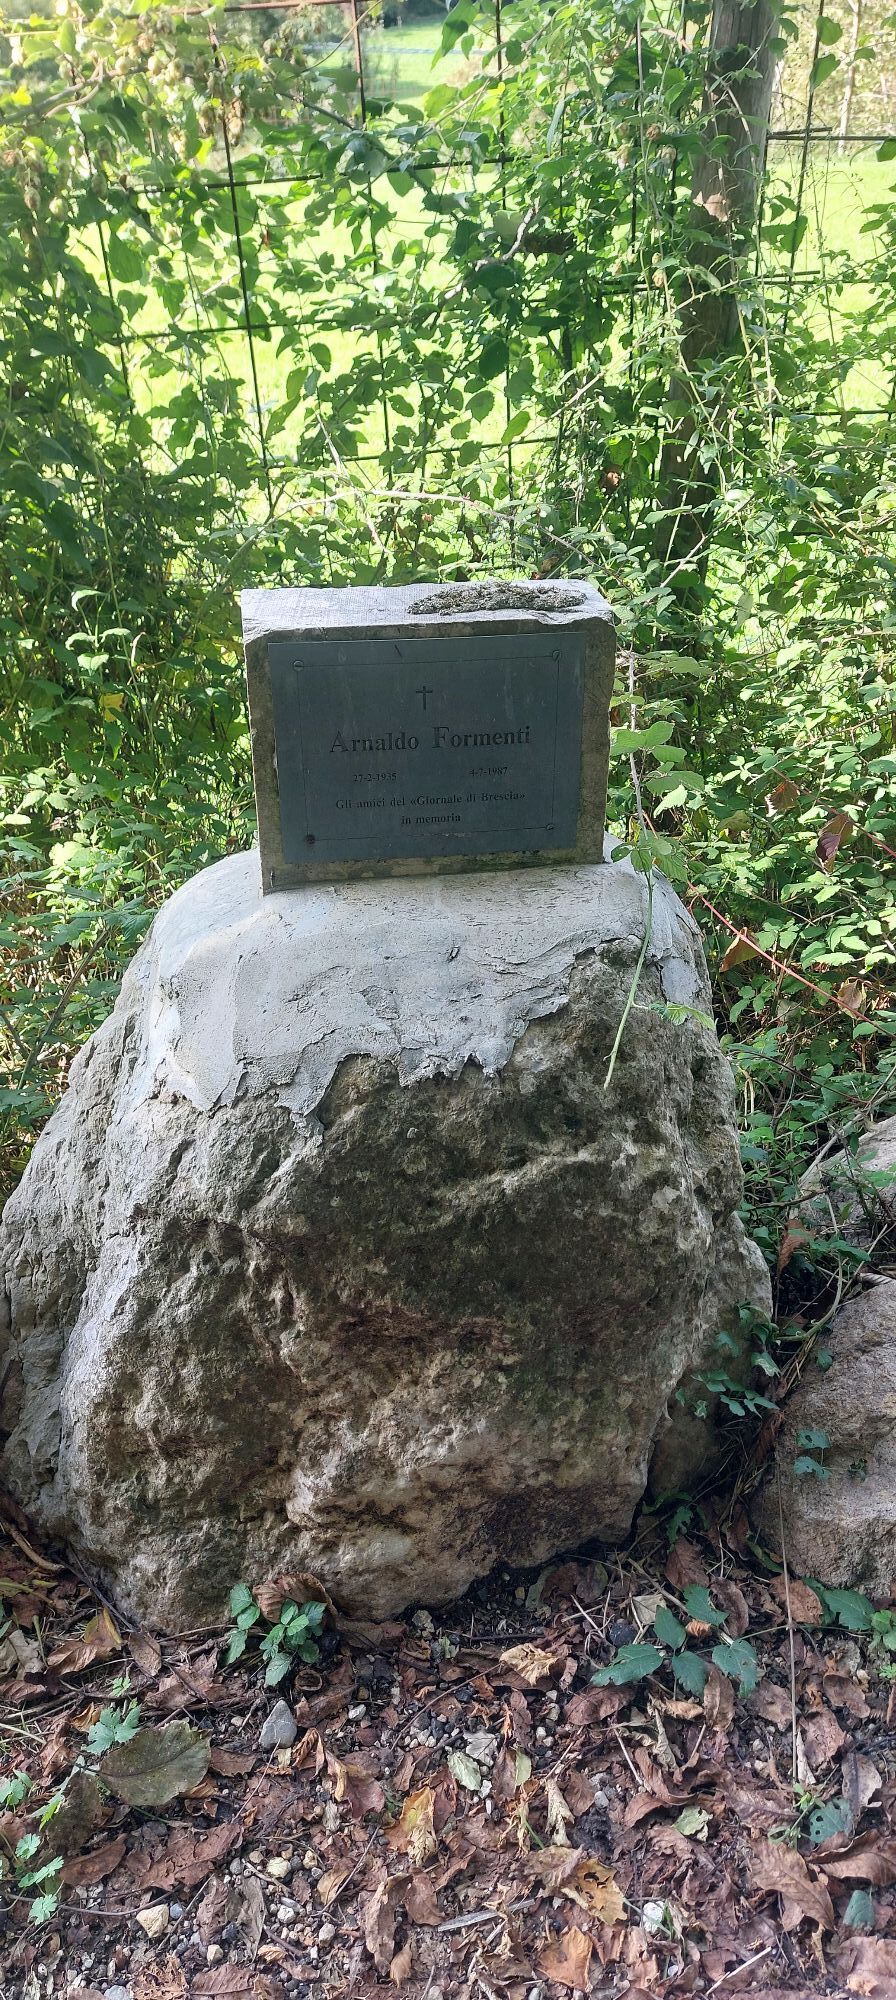 Arnaldo Formenti
27-2-1935 4-7-1987
Gli amici del «Giornale di Brescia»
in memoria